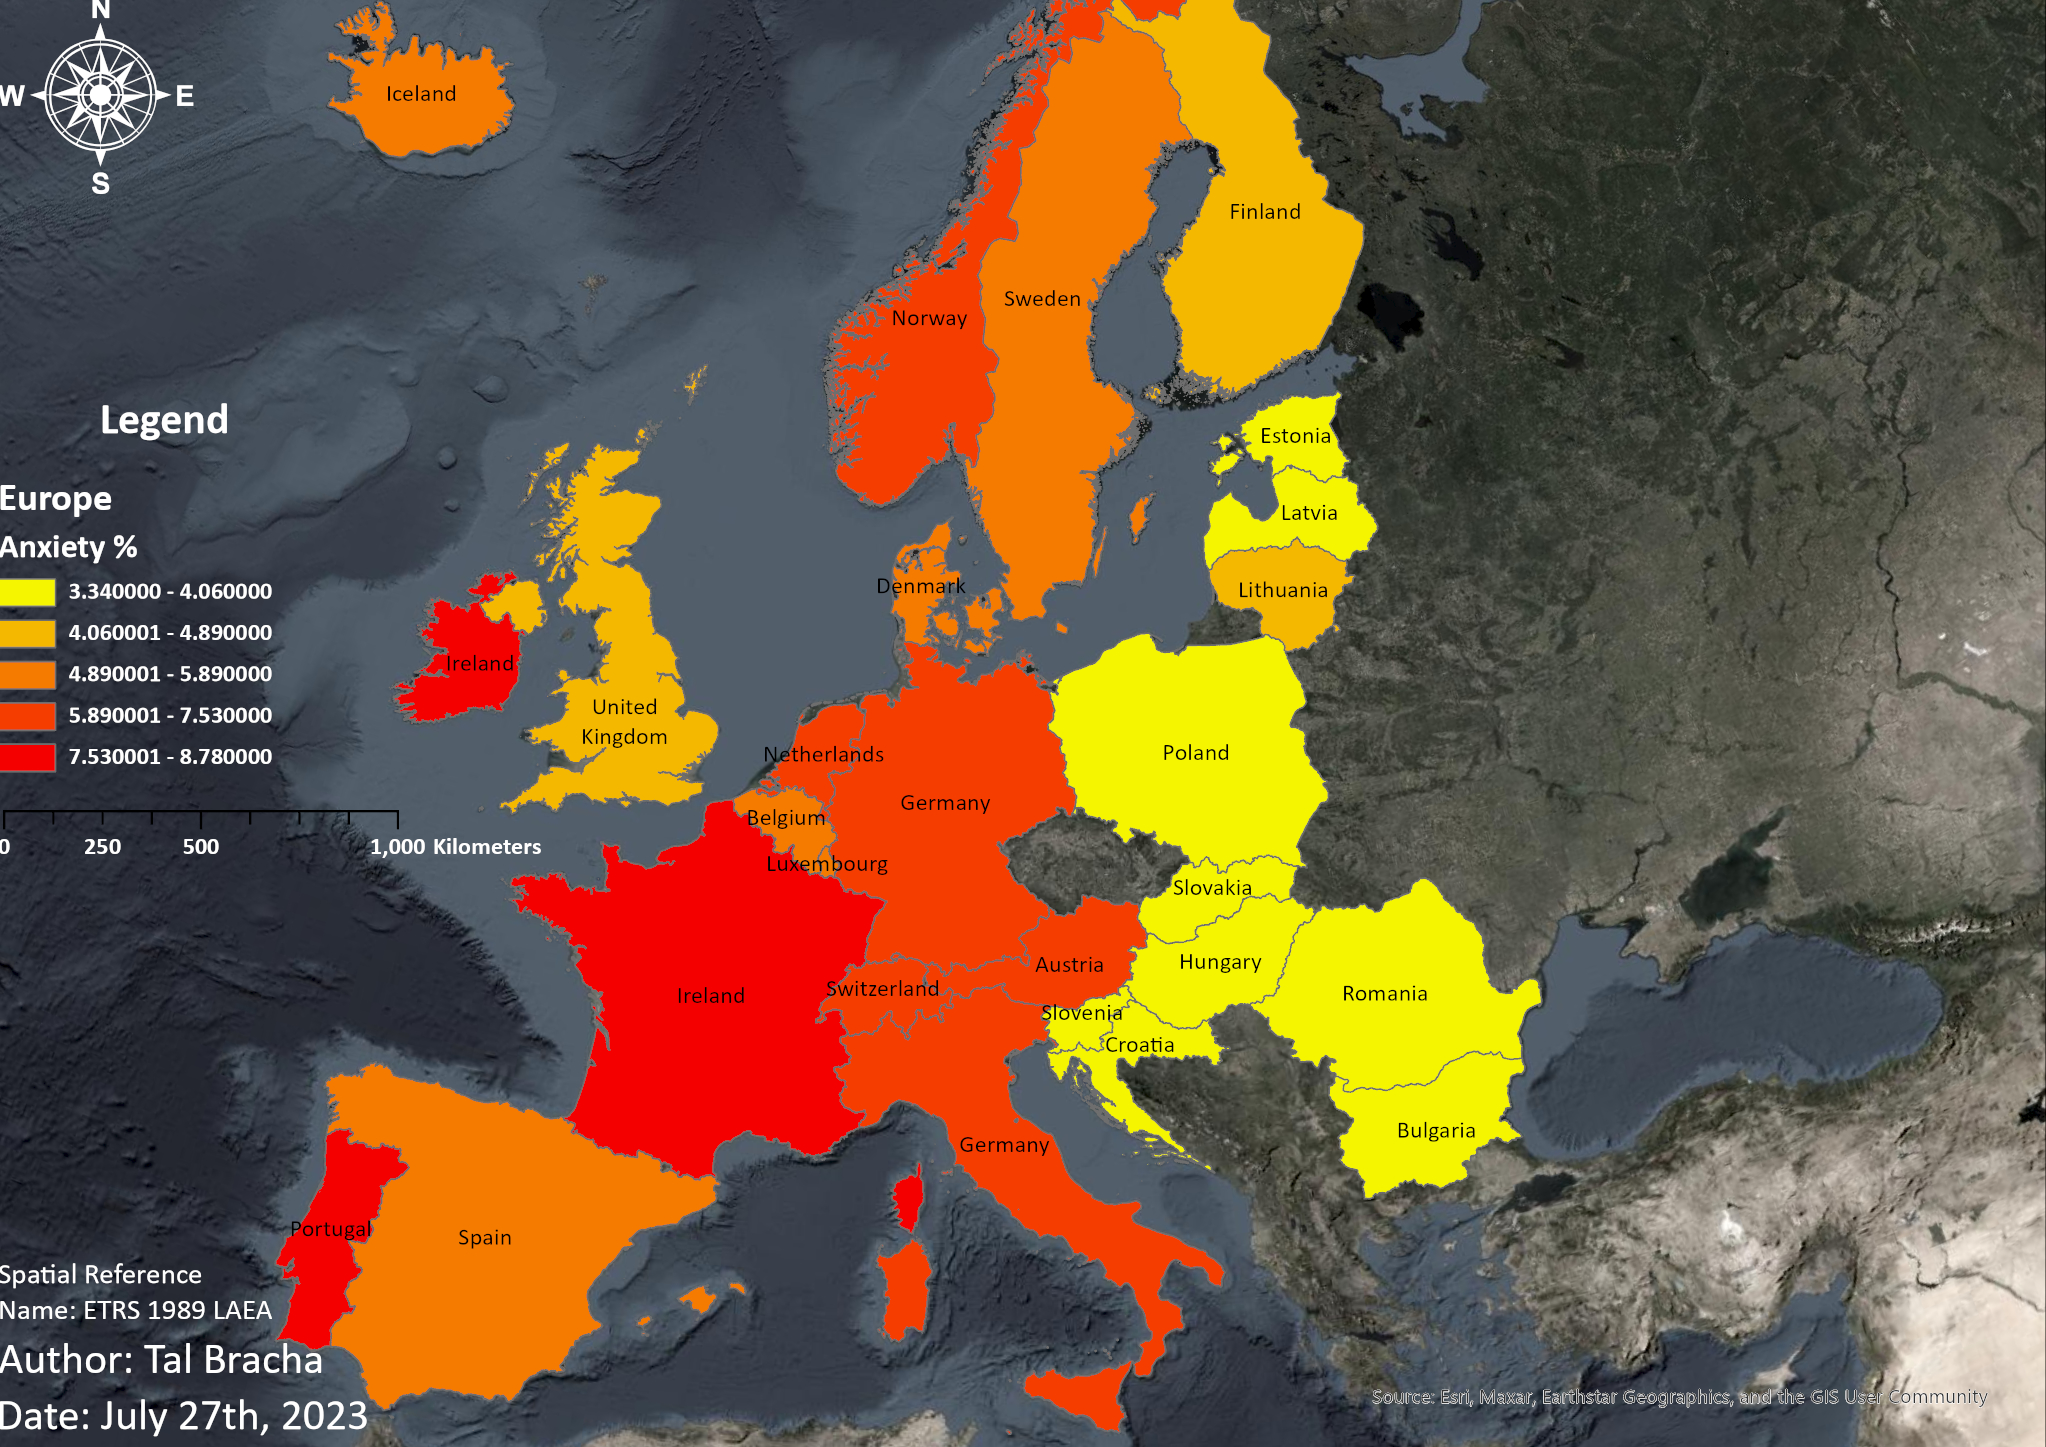 N
W
E
S
Iceland
Finland
Sweden
Norway
Legend
Europe
Anxiety %
3.340000 - 4.060000
4.060001 - 4.890000
4.890001 - 5.890000
5.890001 - 7.530000
7.530001 - 8.780000
0
250
500
1,000 Kilometers
Estonia
Latvia
Lithuania
Denmark
Ireland
United
Kingdom
Netherlands
Poland
Germany
Belgium
Luxembourg
Slovakia
Austria
Hungary
Switzerland
Ireland
Romania
Slovenia
Croatia
Bulgaria
Germany
Portugal
Spain
Spatial Reference
Name: ETRS 1989 LAEA
Author: Tal Bracha
Date: July 27th, 2023
Source: Esri, Maxar, Earthstar Geographics, and the GIS User Community